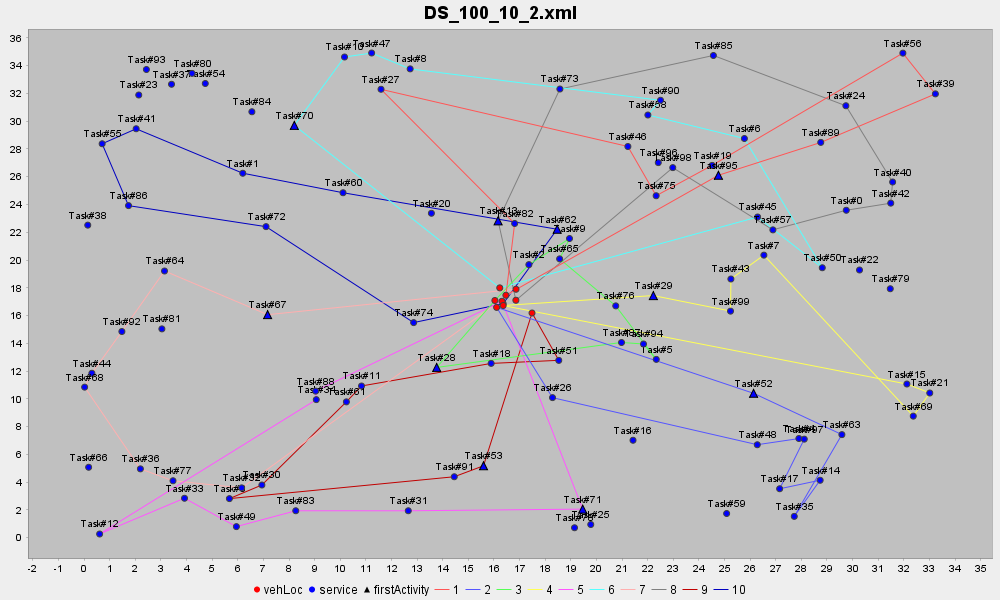 DS_100_10_2.xml
36
34
32
30
28
26
24
22
20
18
16
14
12
10
8
6
4
2
0
Task#56
Task#85
Task#10 Task#47
Task#8
Task#93
Task#80
Task#37 Task#54
Task#27
Task#73
Task#39
Task#23
Task#90
Task#24
Task#84
Task#58
Task#70
Task#41
Task#6
Task#55
Task#89
Task#46
Task#96
Task#98
Task#19
Task#95
Task#1
Task#40
Task#60
Task#75
Task#86
Task#42
Task#0
Task#20
Task#13
Task#82
Task#45
Task#38
Task#72
Task#62
Task#57
Task#9
Task#65
Task#7
Task#2
Task#64
Task#50
Task#22
Task#43
Task#79
Task#29
Task#76
Task#99
Task#67
Task#74
Task#92
Task#81
Task#94
Task#5
Task#28
Task#18
Task#51
Task#44
Task#68
Task#11
Task#88
Task#15
Task#21
Task#52
Task#61
Task#26
Task#69
Task#16
Task#48
Task#63
Task#66
Task#36
Task#53
Task#91
Task#77
Task#30
Task#14
Task#17
Task#33
Task#12
Task#49
Task#83
Task#31
Task#71
Task#25
Task#59
Task#35
-2 -1 0 1 2 3 4 5 6 7 8 9 10 11 12 13 14 15 16 17 18 19 20 21 22 23 24 25 26 27 28 29 30 31 32 33 34 35
vehLoc service firstActivity 1 2 3 4 5 6 7 8 9 10